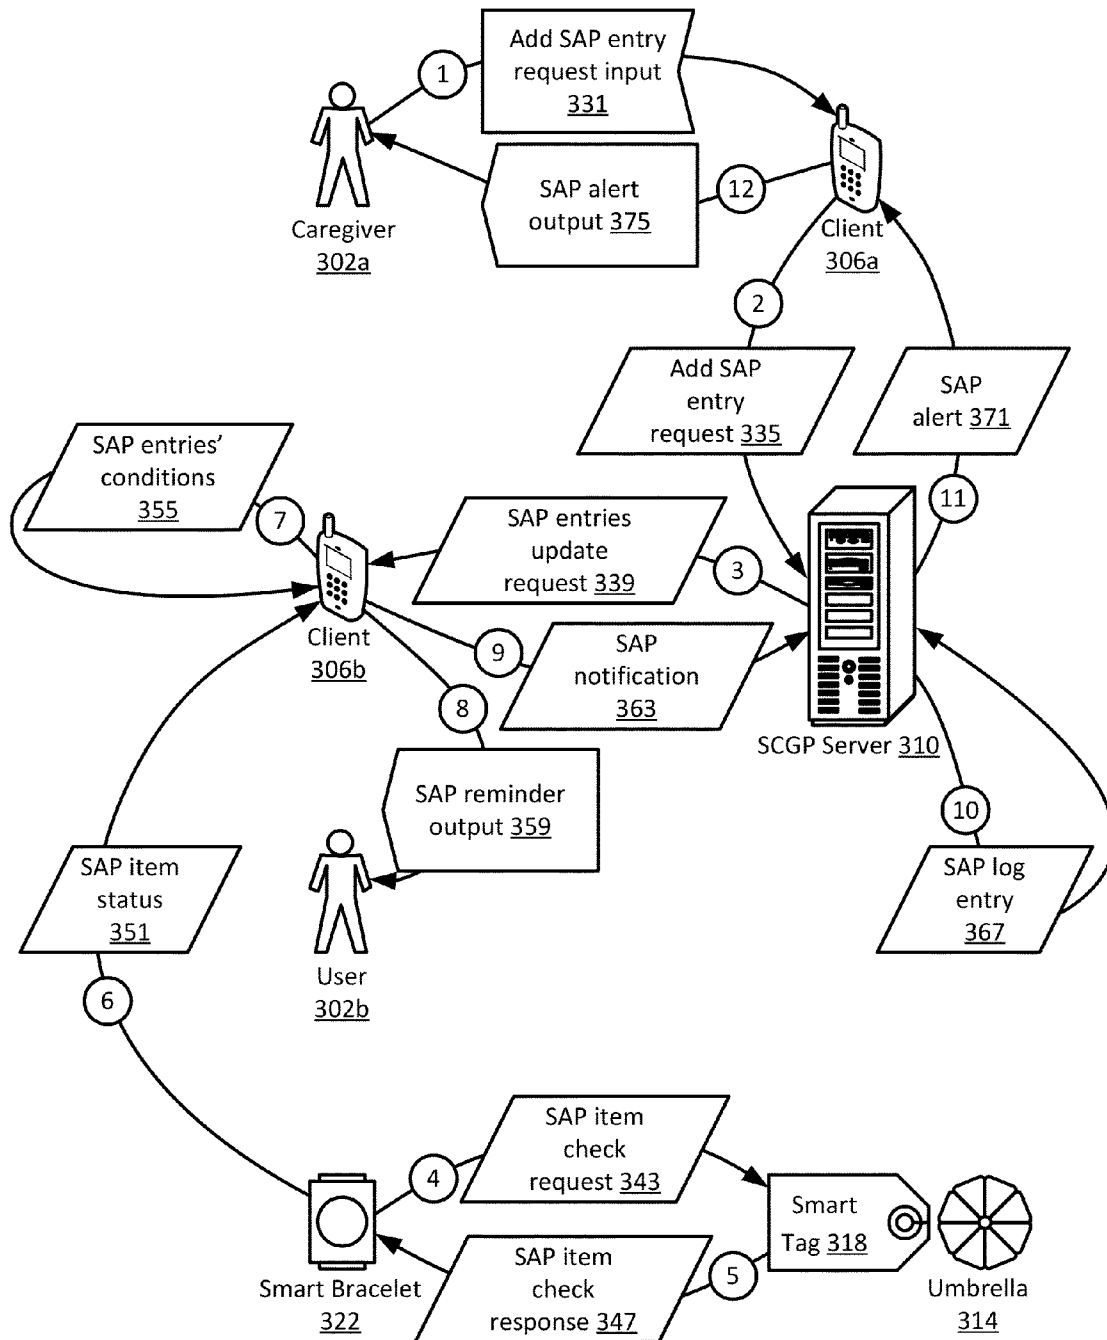 1
Add SAP entry
request input
331
Caregiver
302a
SAP alert
output 375
12
Client
306a
2
Add SAP
entry
request 335
SAP
alert 371
11
SAP entries'
conditions
355
7
Client
306b
SAP entries
update
request 339
3
9
SAP
notification
363
SCGP Server 310
8
SAP reminder
output 359
10
SAP log
entry
367
SAP item
status
351
6
User
302b
4
SAP item
check
request 343
Smart
Tag 318
Smart Bracelet
322
SAP item
check
response 347
5
Umbrella
314